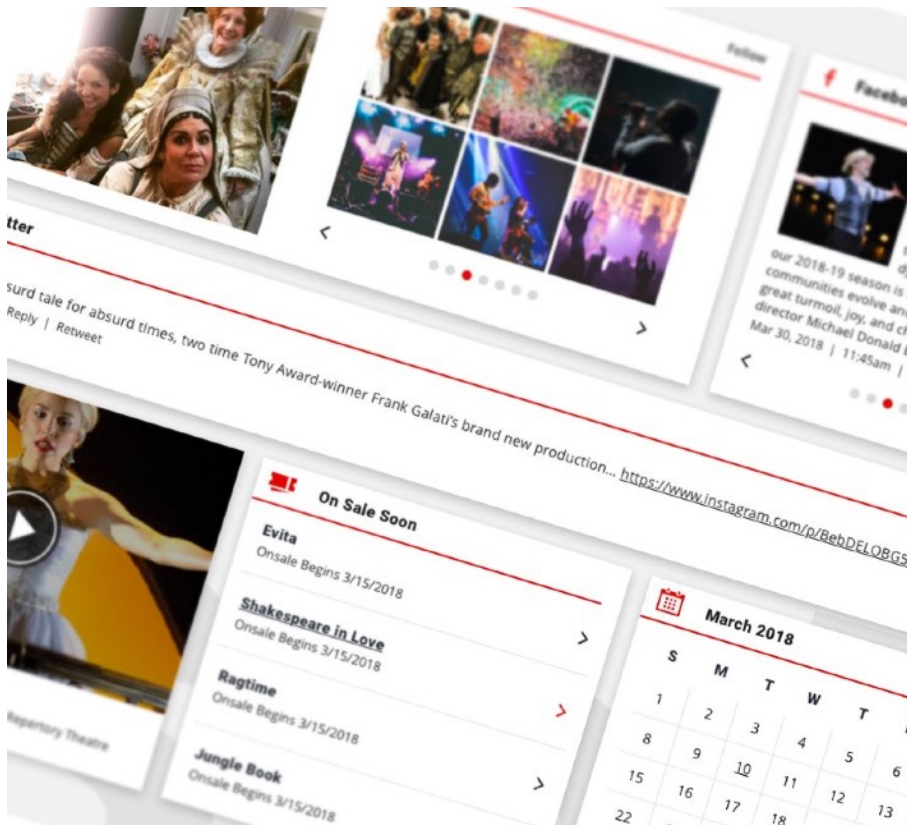 Follow
our 2018-19 season is
communities evolve and
great turmoil, joy, and
director Michael Donald
Mar 30, 2018 | 11:45am |
tter
surd tale for absurd times, two time Tony Award-winner Frank Galati's brand new production... https://www.instagram.com/p/BebDELOBG5
Reply | Retweet
Repertory Theatre
On Sale Soon
Evita
Onsale Begins 3/15/2018
Shakespeare in Love
Onsale Begins 3/15/2018
Ragtime
Onsale Begins 3/15/2018
Jungle Book
Onsale Begins 3/15/2018
March 2018
S M T W T
1 2 3 4 5 6
8 9 10 11 12 13
15 16 17 18
22